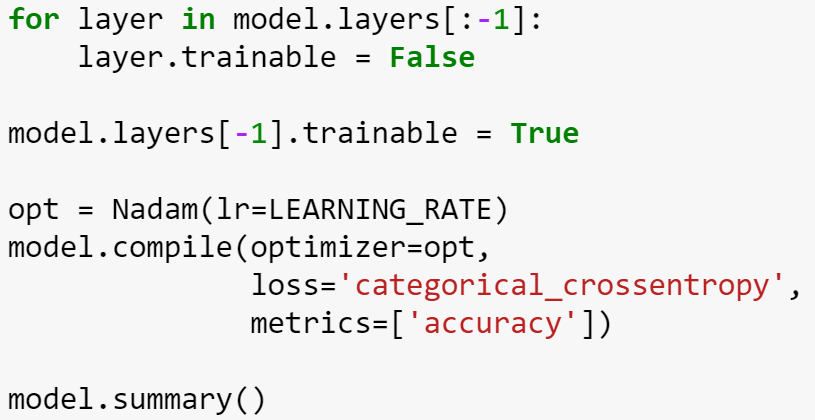 for layer in model.layers[:-1]:
    layer.trainable = False

model.layers[-1].trainable = True

opt = Nadam(lr=LEARNING_RATE)
model.compile(optimizer=opt,
              loss='categorical_crossentropy',
              metrics=['accuracy'])

model.summary()